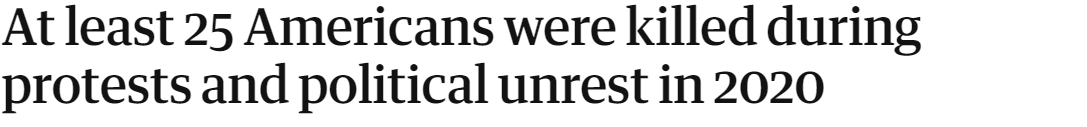 At least 25 Americans were killed during
protests and political unrest in 2020